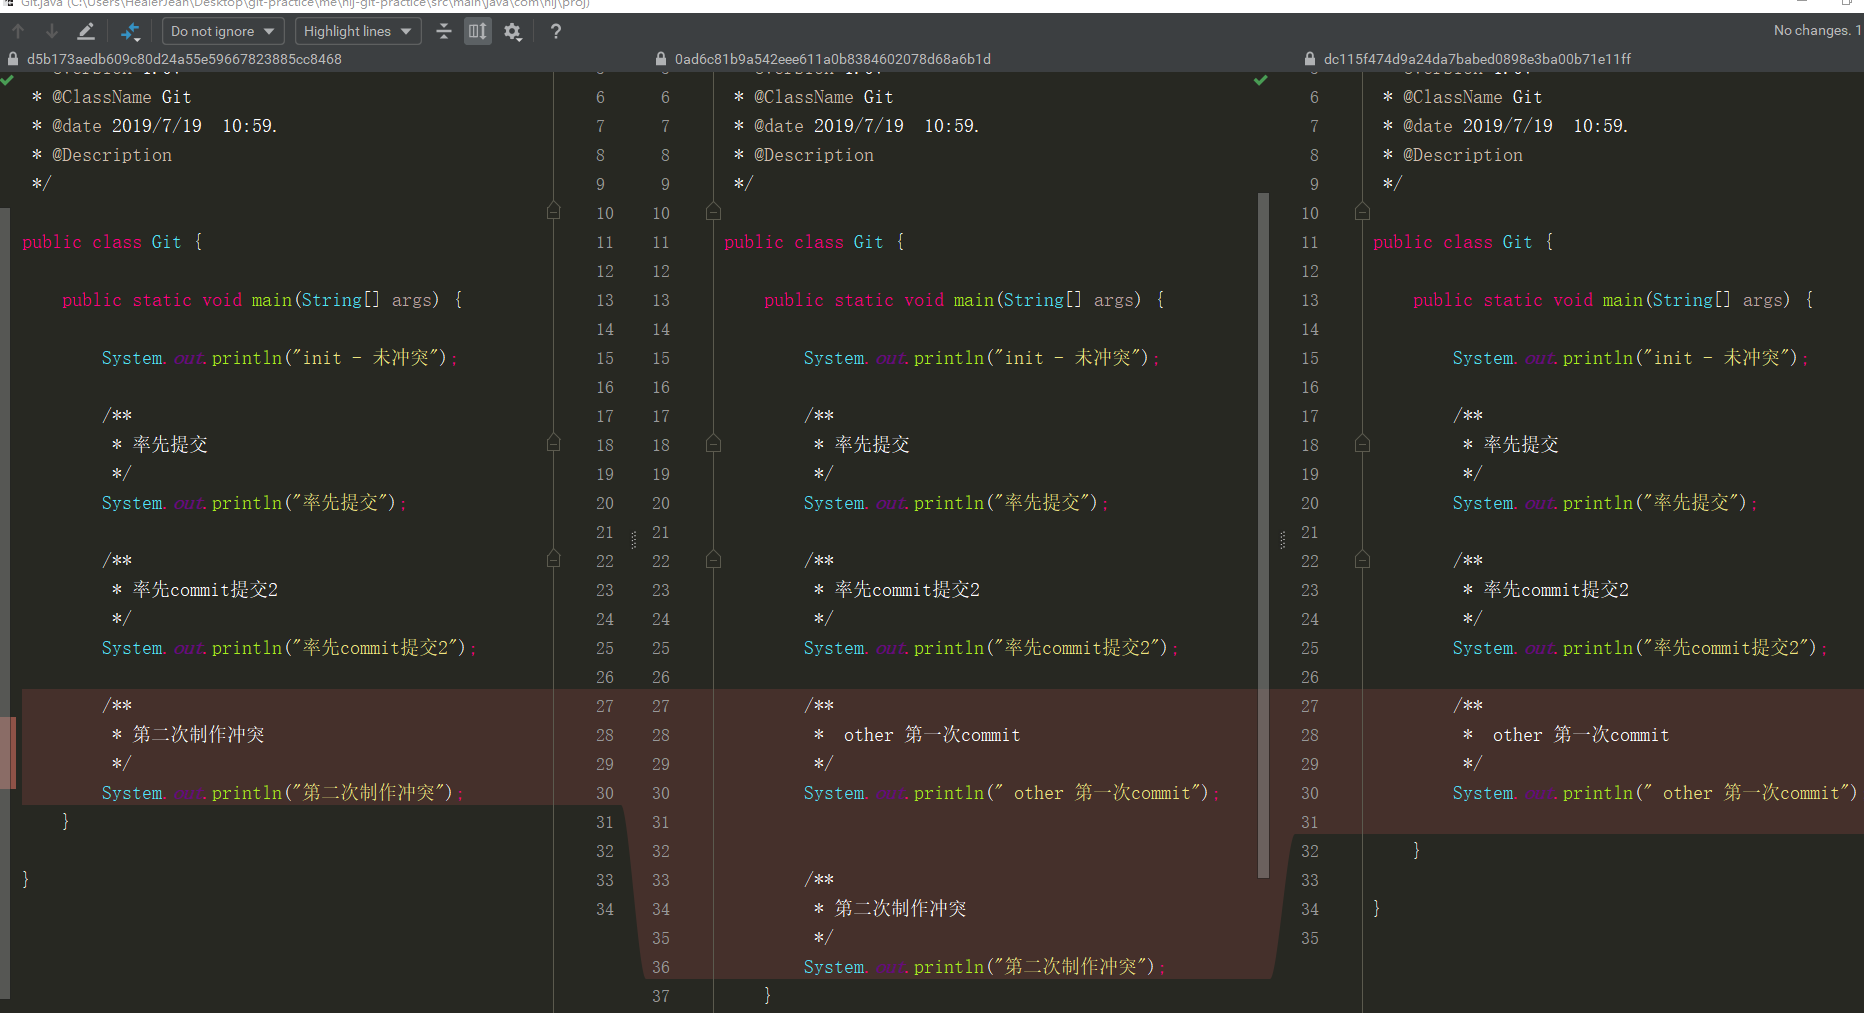 Git.java (C:\Users\HealerJean\Desktop\git-practice\me\hlj-git-practice\src\main\java\com\hlj\proj)
Do not ignore
Highlight lines
?
No changes. 1
d5b173aedb609c80d24a55e59667823885cc8468
* @ClassName Git
* @date 2019/7/19  10:59.
* @Description
*/
public class Git {
public static void main(String[] args) {
System.out.println("init - 未冲突");
/**
* 率先提交
*/
System.out.println("率先提交");
/**
* 率先commit提交2
*/
System.out.println("率先commit提交2");
/**
* 第二次制作冲突
*/
System.out.println("第二次制作冲突");
}
}
6
7
8
9
10
11
12
13
14
15
16
17
18
19
20
21
22
23
24
25
26
27
28
29
30
31
32
33
34
0ad6c81b9a542eee611a0b8384602078d68a6b1d
6 * @ClassName Git
7 * @date 2019/7/19  10:59.
8 * @Description
9 */
10
11 public class Git {
12
13 public static void main(String[] args) {
14
15 System.out.println("init - 未冲突");
16
17 /**
18 * 率先提交
19 */
20 System.out.println("率先提交");
21
22 /**
23 * 率先commit提交2
24 */
25 System.out.println("率先commit提交2");
26
27 /**
28 *  other 第一次commit
29 */
30 System.out.println(" other 第一次commit");
31
32
33 /**
34 * 第二次制作冲突
35 */
36 System.out.println("第二次制作冲突");
37 }
dc115f474d9a24da7babed0898e3ba00b71e11ff
6 * @ClassName Git
7 * @date 2019/7/19  10:59.
8 * @Description
9 */
10
11 public class Git {
12
13 public static void main(String[] args) {
14
15 System.out.println("init - 未冲突");
16
17 /**
18 * 率先提交
19 */
20 System.out.println("率先提交");
21
22 /**
23 * 率先commit提交2
24 */
25 System.out.println("率先commit提交2");
26
27 /**
28 *  other 第一次commit
29 */
30 System.out.println(" other 第一次commit")
31
32 }
33
34 }
35